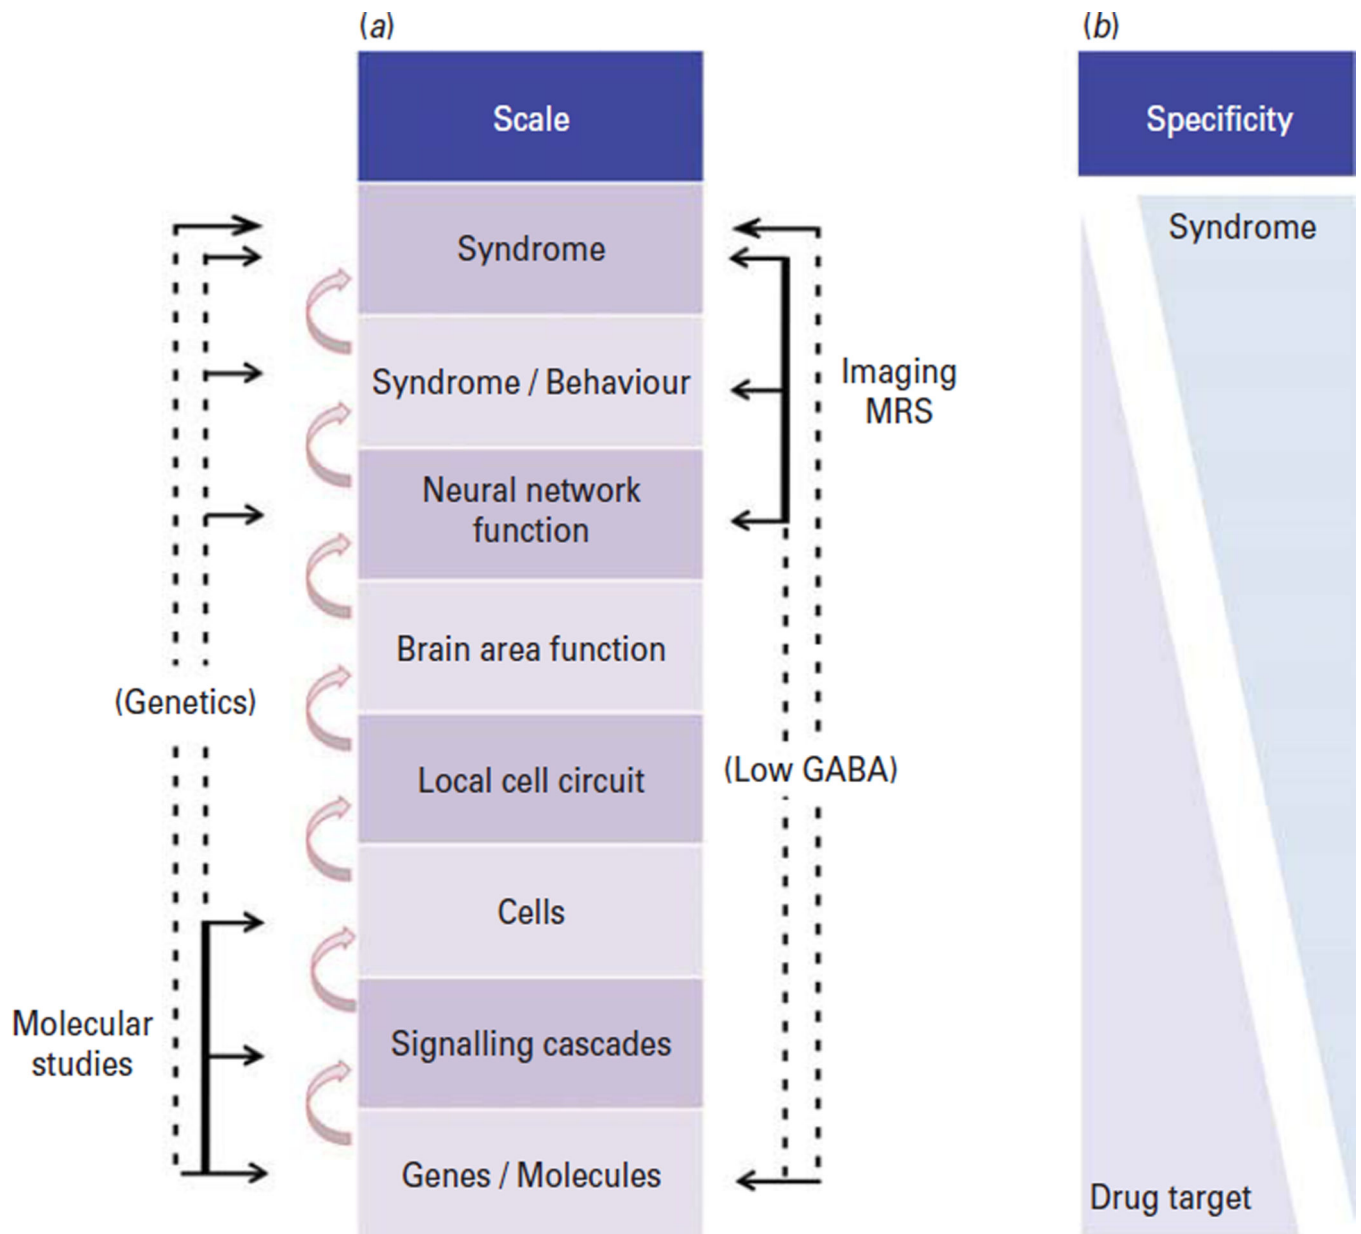 (a)
Scale
Syndrome
Syndrome / Behaviour
Neural network
function
Brain area function
Local cell circuit
Cells
Signalling cascades
Genes / Molecules
(Genetics)
Molecular
studies
Imaging
MRS
(Low GABA)
(b)
Specificity
Syndrome
Drug target